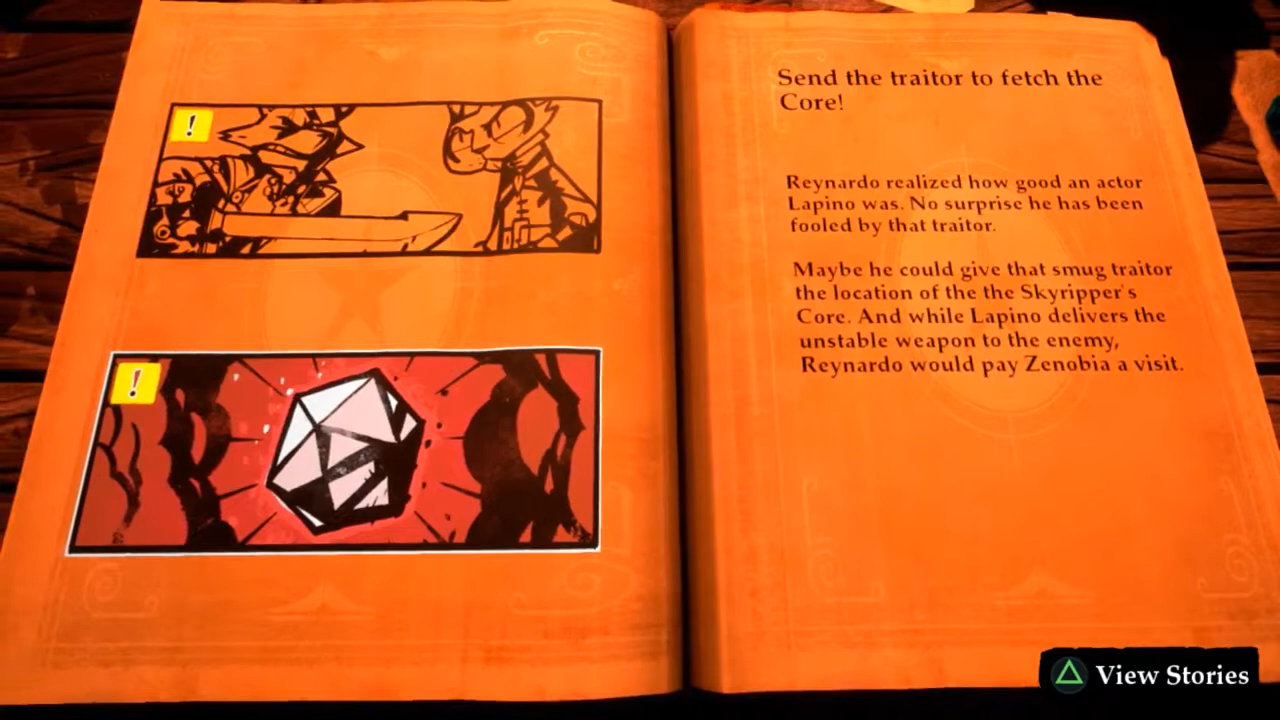 !
Send the traitor to fetch the
Core!
Reynardo realized how good an actor
Lapino was. No surprise he has been
fooled by that traitor.
Maybe he could give that smug traitor
the location of the the Skyripper's
Core. And while Lapino delivers the
unstable weapon to the enemy,
Reynardo would pay Zenobia a visit.
!
View Stories